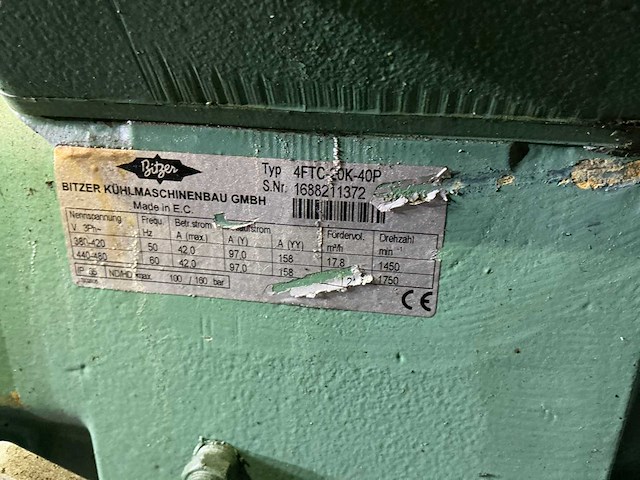 Bitzer
Typ 4FTC-20K-40P
BITZER KÜHLMASCHINENBAU GMBH
S.Nr. 1688211372
Made in E.C.
Nennspannung Frequ. Betr.strom Fördervol. Drehzahl
V 3Ph~ Hz A (max.) A (Y) A (YY) m³/h min⁻¹
380-420 50 42.0 97.0 158 17.8 1450
440-480 60 42.0 97.0 158 1750
IP ND/HD max. 100 / 160 bar
CE